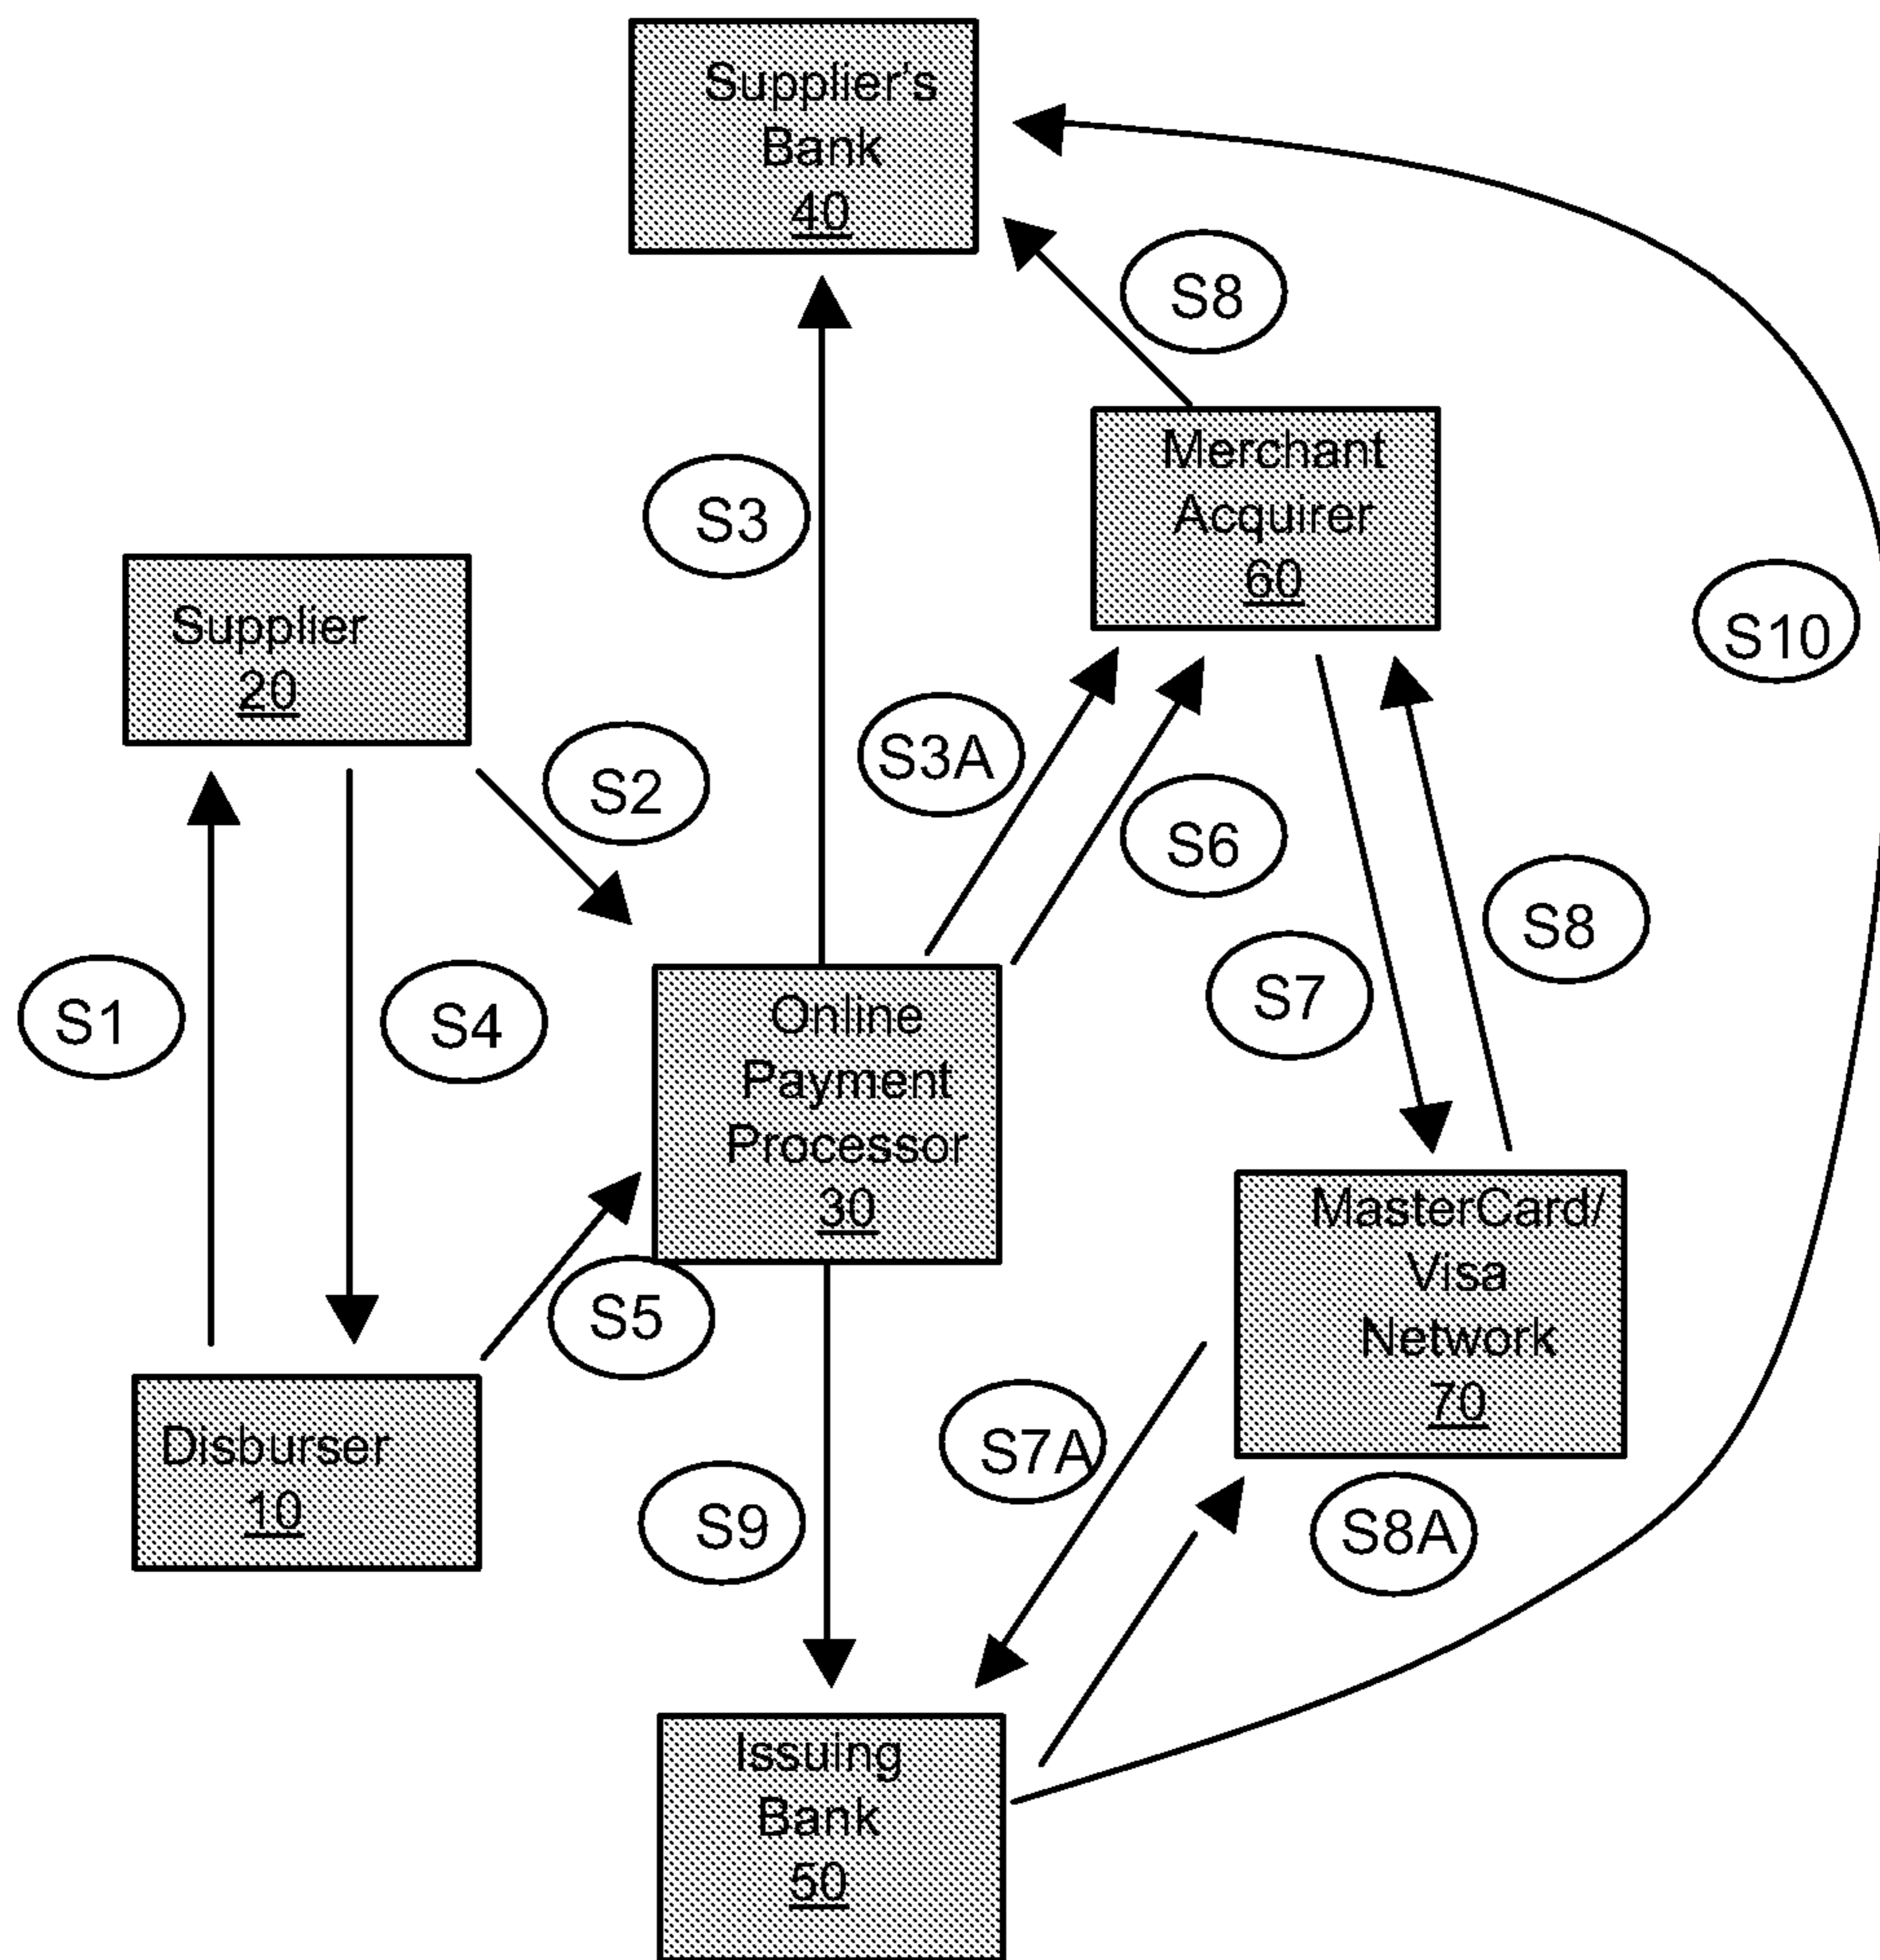 Supplier's
Bank
40
S8
Merchant
Acquirer
60
S3
S10
Supplier
20
S2
S3A
S6
S8
S7
S1
S4
Online
Payment
Processor
30
MasterCard/
Visa
Network
70
S5
Disburser
10
S7A
S9
S8A
Issuing
Bank
50